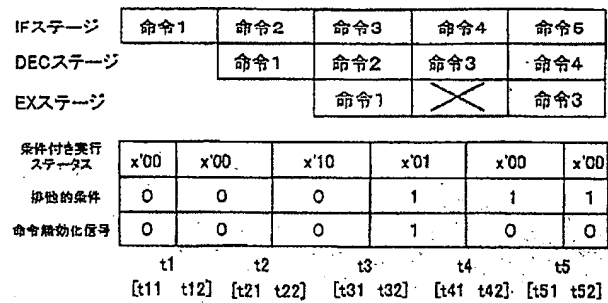 IFステージ 命令1 命令2 命令3 命令4 命令5
DECステージ 命令1 命令2 命令3 命令4
EXステージ 命令1 命令3
条件付き実行
ステータス x'00 x'00 x'10 x'01 x'00 x'00
排他的条件 0 0 0 1 1 1
命令無効化信号 0 0 0 1 0 0
t1 t2 t3 t4 t5
[t11 t12] [t21 t22] [t31 t32] [t41 t42] [t51 t52]